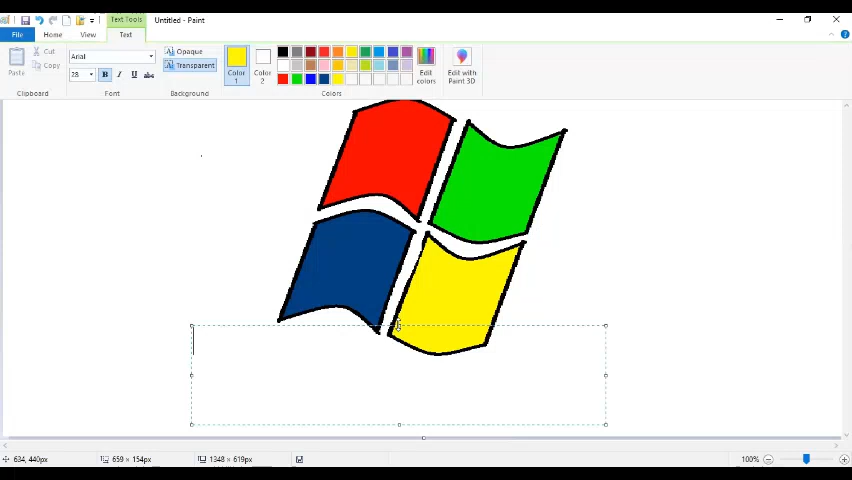 Text Tools
Untitled - Paint
File
Home
View
Text
Paste
Cut
Copy
Clipboard
Arial
28
B I U abc
Font
Opaque
Transparent
Background
Color 1
Color 2
Edit colors
Colors
Edit with Paint 3D
634, 440px
659 × 154px
1348 × 619px
100%